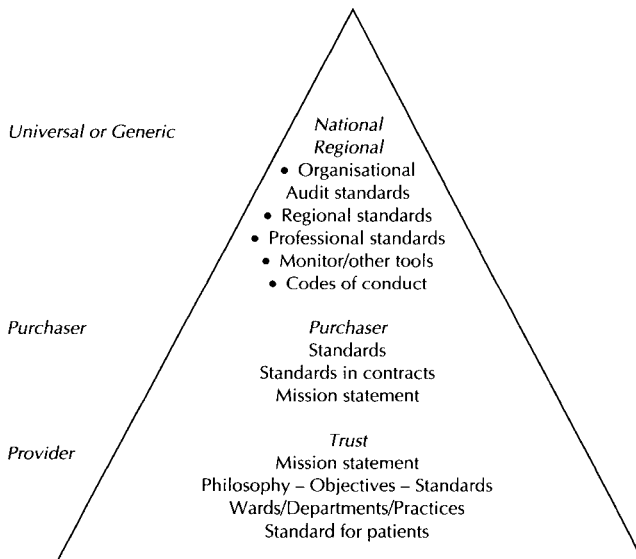 Universal or Generic
National
Regional
• Organisational
Audit standards
• Regional standards
• Professional standards
• Monitor/other tools
• Codes of conduct
Purchaser
Purchaser
Standards
Standards in contracts
Mission statement
Provider
Trust
Mission statement
Philosophy – Objectives – Standards
Wards/Departments/Practices
Standard for patients